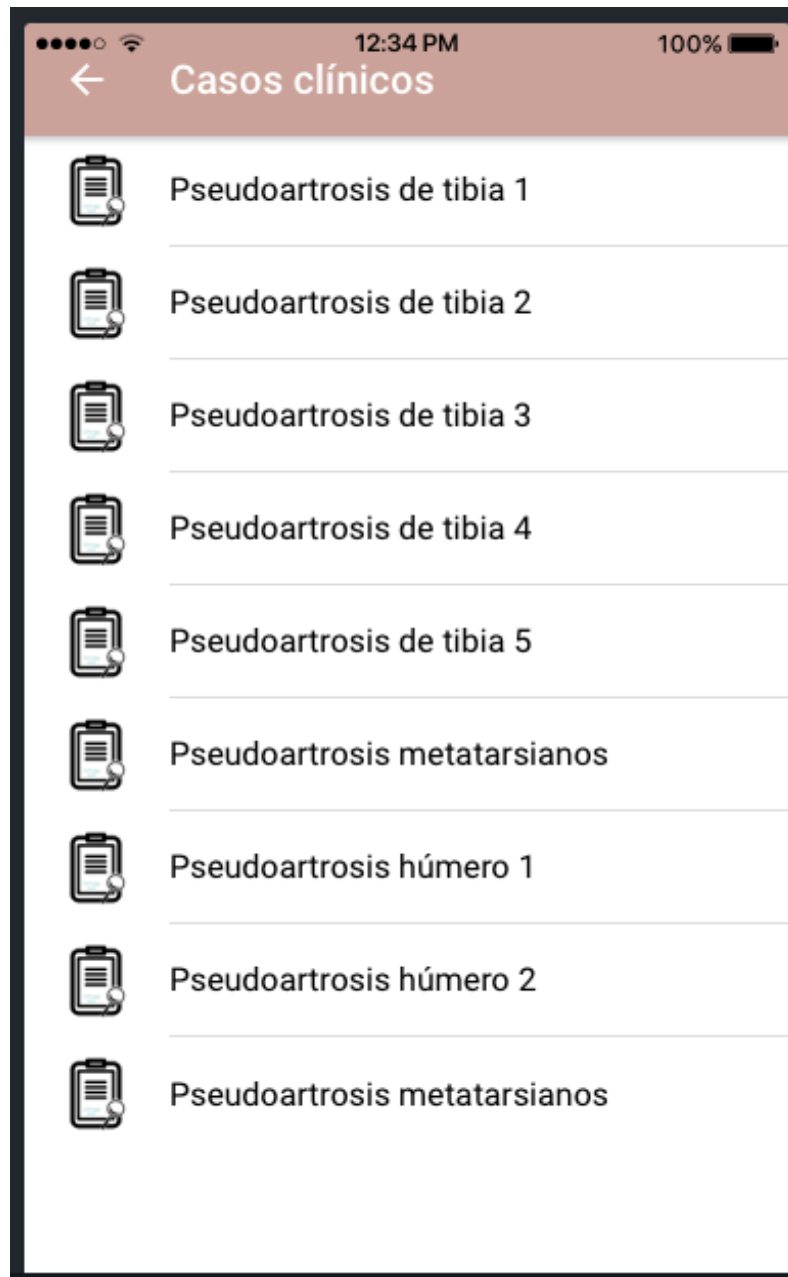 12:34 PM 100%
Casos clínicos
Pseudoartrosis de tibia 1
Pseudoartrosis de tibia 2
Pseudoartrosis de tibia 3
Pseudoartrosis de tibia 4
Pseudoartrosis de tibia 5
Pseudoartrosis metatarsianos
Pseudoartrosis húmero 1
Pseudoartrosis húmero 2
Pseudoartrosis metatarsianos